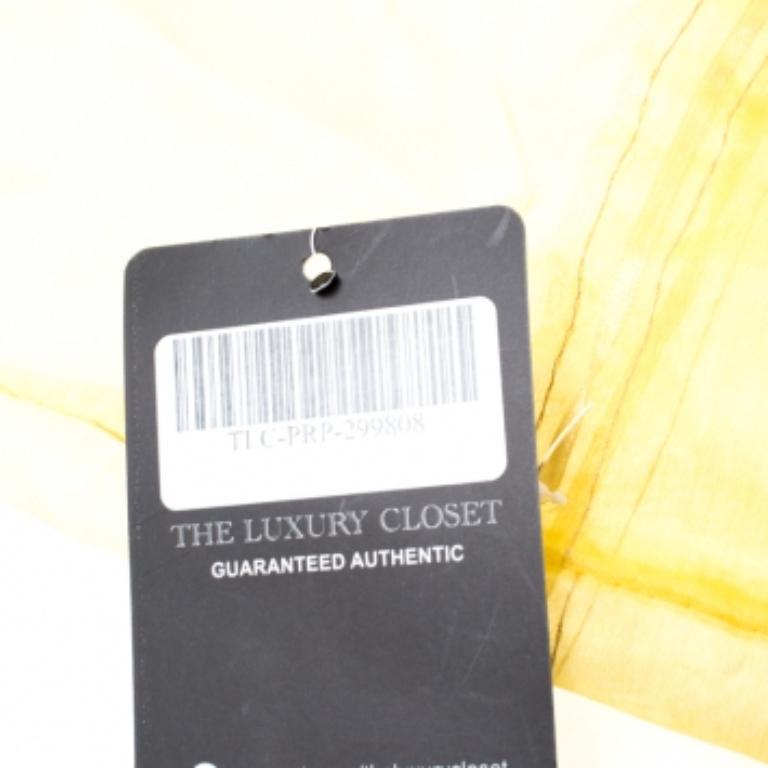 TLC-PRP-299808
THE LUXURY CLOSET
GUARANTEED AUTHENTIC